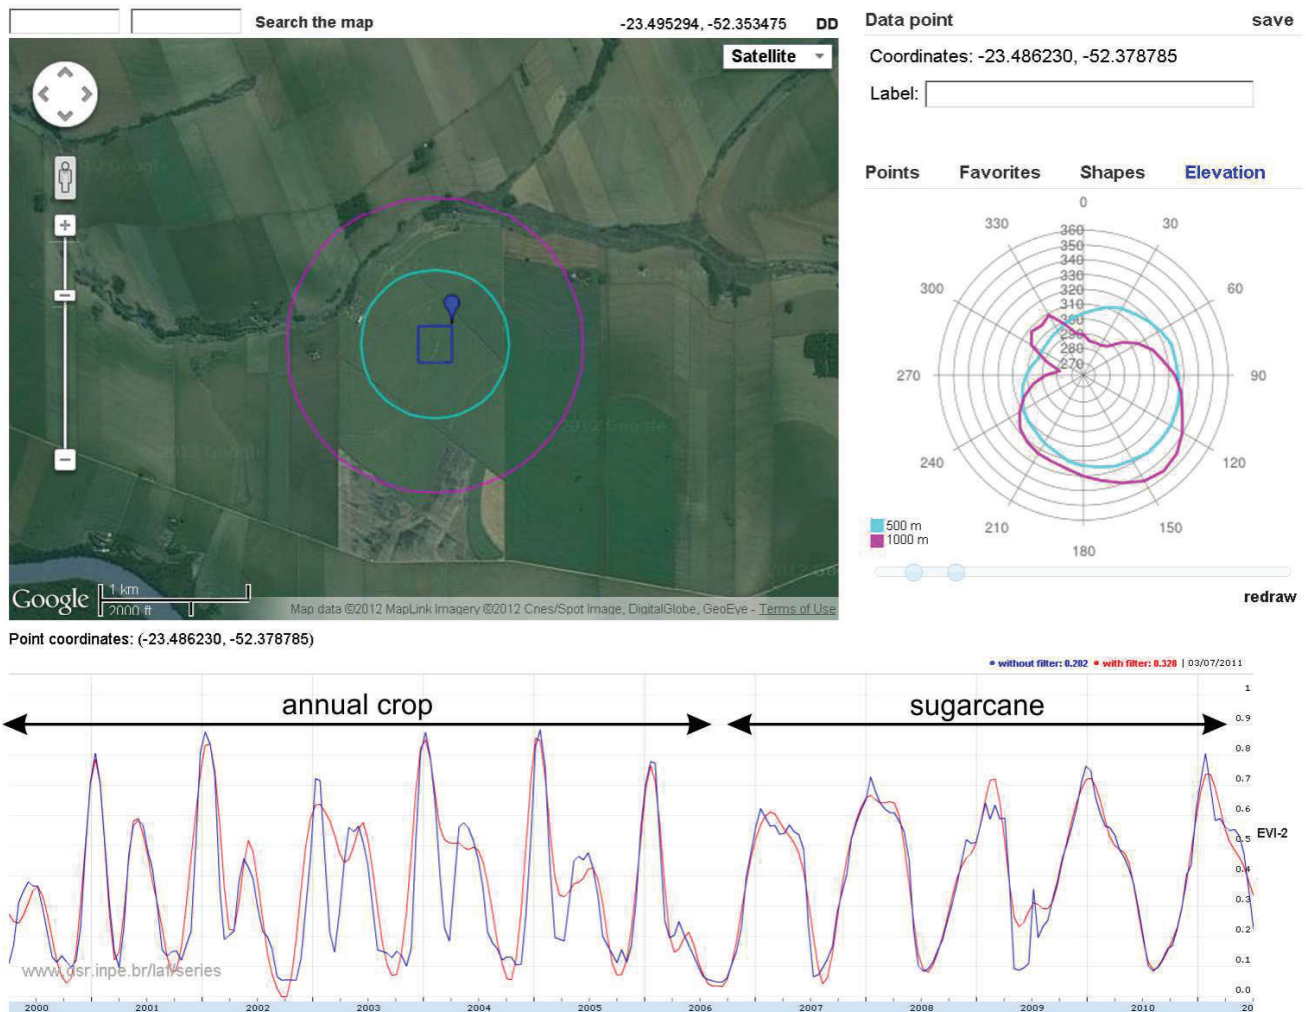 Search the map
-23.495294, -52.353475 DD
Satellite
Google
1 km
2000 ft
Map data ©2012 MapLink Imagery ©2012 Cnes/Spot Image, DigitalGlobe, GeoEye - Terms of Use
Data point save
Coordinates: -23.486230, -52.378785
Label:
Points Favorites Shapes Elevation
0
330 30
360
350
340
300 330 60
320
310
300
290
280
270
270 90
240 120
210 150
180
500 m
1000 m
redraw
Point coordinates: (-23.486230, -52.378785)
without filter: 0.202 with filter: 0.328 | 03/07/2011
annual crop sugarcane
1
0.9
0.8
0.7
0.6
0.5 EVI-2
0.4
0.3
0.2
0.1
0.0
www.dsr.inpe.br/laf/series
2000 2001 2002 2003 2004 2005 2006 2007 2008 2009 2010 20